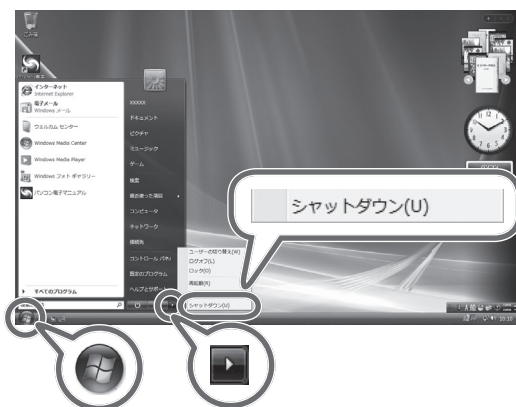 ごみ箱
インターネット
Internet Explorer
電子メール
Windows メール
ウェルカム センター
Windows Media Center
Windows Media Player
Windows フォト ギャラリー
パソコン電子マニュアル
すべてのプログラム
XXXXX
ドキュメント
ピクチャ
ミュージック
ゲーム
検索
最近使った項目
コンピュータ
ネットワーク
接続先
コントロール パネル
既定のプログラム
ヘルプとサポート
ユーザーの切り替え(W)
ログオフ(L)
ロック(O)
再起動(R)
シャットダウン(U)
シャットダウン(U)
10:10